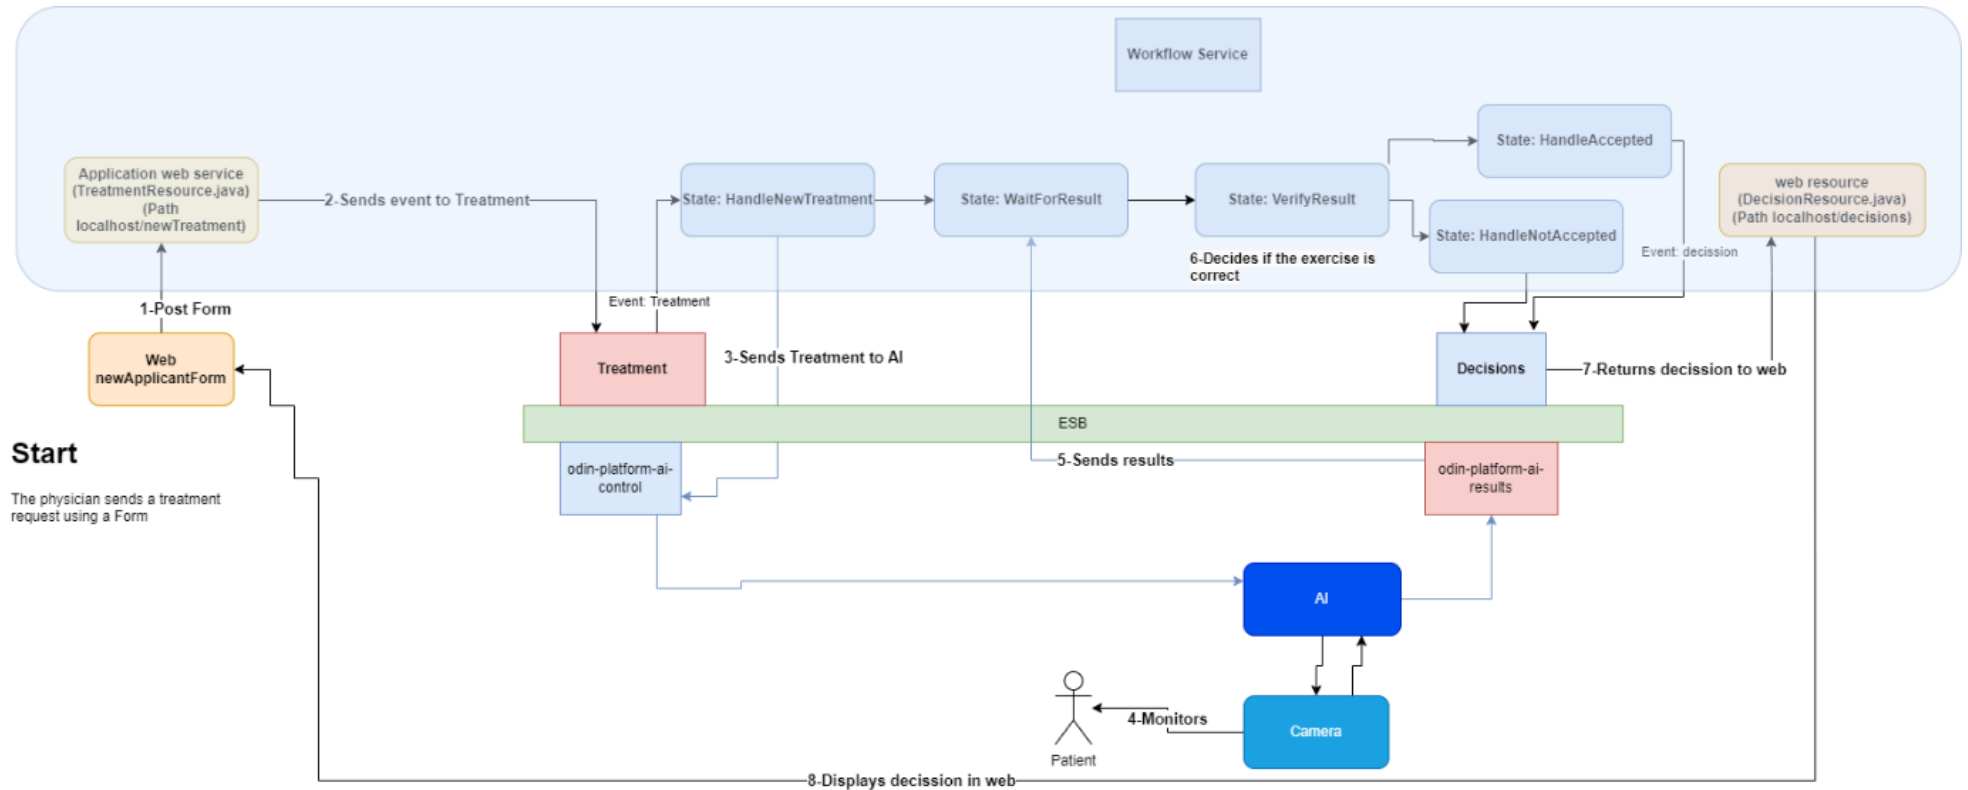 Workflow Service
State: HandleAccepted
Application web service
(TreatmentResource.java)
(Path
localhost/newTreatment)
2-Sends event to Treatment
State: HandleNewTreatment
State: WaitForResult
State: VerifyResult
State: HandleNotAccepted
web resource
(DecisionResource.java)
(Path localhost/decisions)
Event: decission
6-Decides if the exercise is
correct
1-Post Form
Event: Treatment
Web
newApplicantForm
Treatment
3-Sends Treatment to AI
Decisions
7-Returns decission to web
ESB
Start
The physician sends a treatment
request using a Form
odin-platform-ai-
control
5-Sends results
odin-platform-ai-
results
AI
4-Monitors
Camera
Patient
8-Displays decission in web